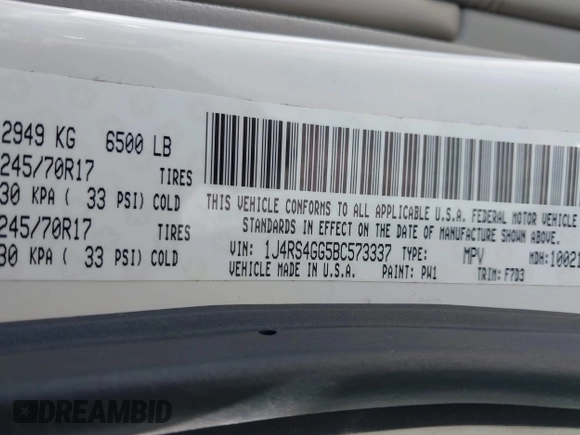 2949 KG 6500 LB
245/70R17 TIRES
30 KPA ( 33 PSI) COLD
245/70R17 TIRES
30 KPA ( 33 PSI) COLD
THIS VEHICLE CONFORMS TO ALL APPLICABLE U.S.A. FEDERAL MOTOR VEHICLE
STANDARDS IN EFFECT ON THE DATE OF MANUFACTURE SHOWN ABOVE.
VIN: 1J4RS4GG5BC573337 TYPE: MPV MDH:10021
VEHICLE MADE IN U.S.A. PAINT: PW1 TRIM: F7D3
DREAMBID